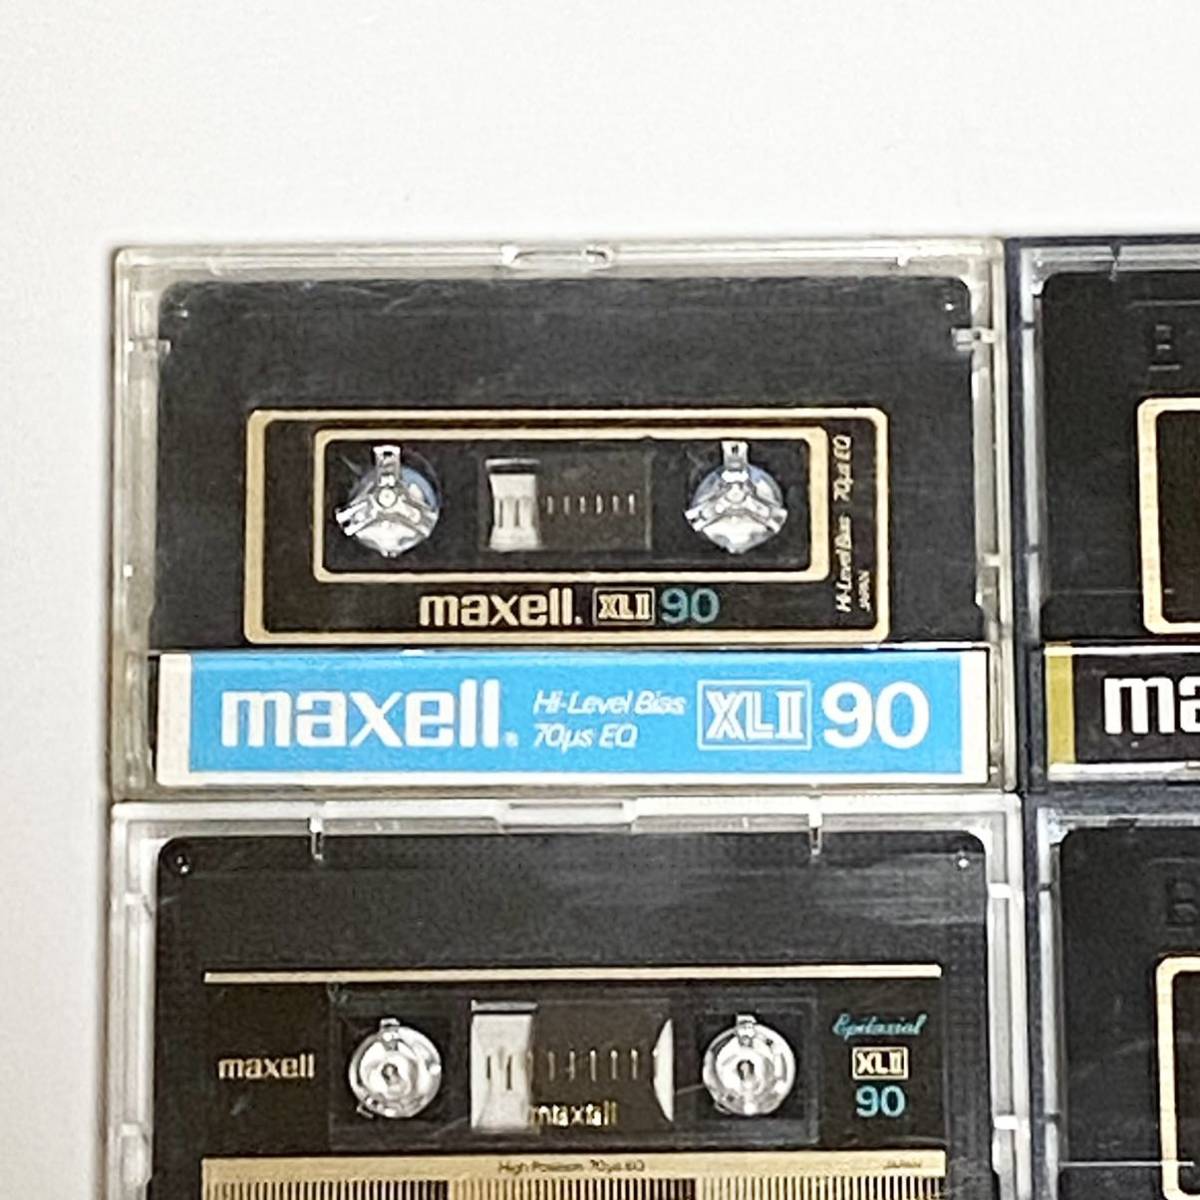 Hi-Level Bias 70μs EQ
JAPAN
maxell. XLII 90
maxell. Hi-Level Bias XLII 90
70μs EQ
B
ma
maxell
maxell
Epitaxial
XLII
90
High Position 70μs EQ
JAPAN
B